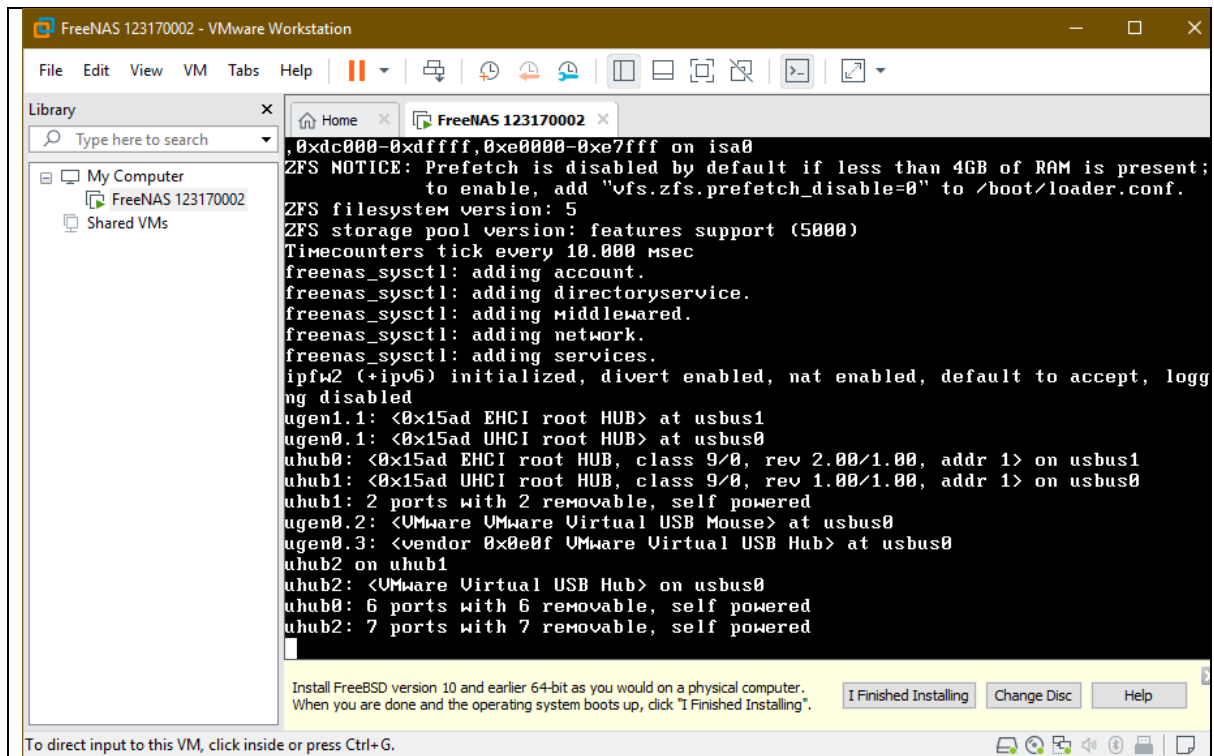 FreeNAS 123170002 - VMware Workstation
File Edit View VM Tabs Help
Library
Type here to search
My Computer
FreeNAS 123170002
Shared VMs
Home
FreeNAS 123170002
,0xdc000-0xdffff,0xe0000-0xe7fff on isa0
ZFS NOTICE: Prefetch is disabled by default if less than 4GB of RAM is present;
to enable, add "vfs.zfs.prefetch_disable=0" to /boot/loader.conf.
ZFS filesystem version: 5
ZFS storage pool version: features support (5000)
Timecounters tick every 10.000 msec
freenas_sysctl: adding account.
freenas_sysctl: adding directoryservice.
freenas_sysctl: adding middlewared.
freenas_sysctl: adding network.
freenas_sysctl: adding services.
ipfw2 (+ipv6) initialized, divert enabled, nat enabled, default to accept, logg
ng disabled
ugen1.1: <0x15ad EHCI root HUB> at usbus1
ugen0.1: <0x15ad UHCI root HUB> at usbus0
uhub0: <0x15ad EHCI root HUB, class 9/0, rev 2.00/1.00, addr 1> on usbus1
uhub1: <0x15ad UHCI root HUB, class 9/0, rev 1.00/1.00, addr 1> on usbus0
uhub1: 2 ports with 2 removable, self powered
ugen0.2: <VMware VMware Virtual USB Mouse> at usbus0
ugen0.3: <vendor 0x0e0f VMware Virtual USB Hub> at usbus0
uhub2 on uhub1
uhub2: <VMware Virtual USB Hub> on usbus0
uhub0: 6 ports with 6 removable, self powered
uhub2: 7 ports with 7 removable, self powered
Install FreeBSD version 10 and earlier 64-bit as you would on a physical computer.
When you are done and the operating system boots up, click "I Finished Installing".
I Finished Installing
Change Disc
Help
To direct input to this VM, click inside or press Ctrl+G.